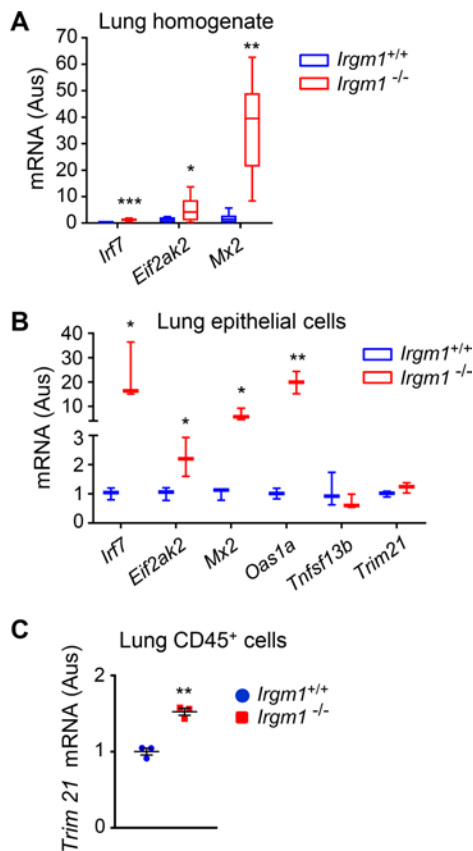 A Lung homogenate
mRNA (Aus)
70
60
50
40
30
20
10
0
***
*
**
Irgm1+/+
Irgm1 -/-
Irf7
Eif2ak2
Mx2
B Lung epithelial cells
mRNA (Aus)
40
30
20
10
4
3
2
1
0
*
*
*
**
Irgm1+/+
Irgm1 -/-
Irf7
Eif2ak2
Mx2
Oas1a
Tnfsf13b
Trim21
C Lung CD45+ cells
Trim 21 mRNA (Aus)
2
1
0
**
Irgm1+/+
Irgm1 -/-